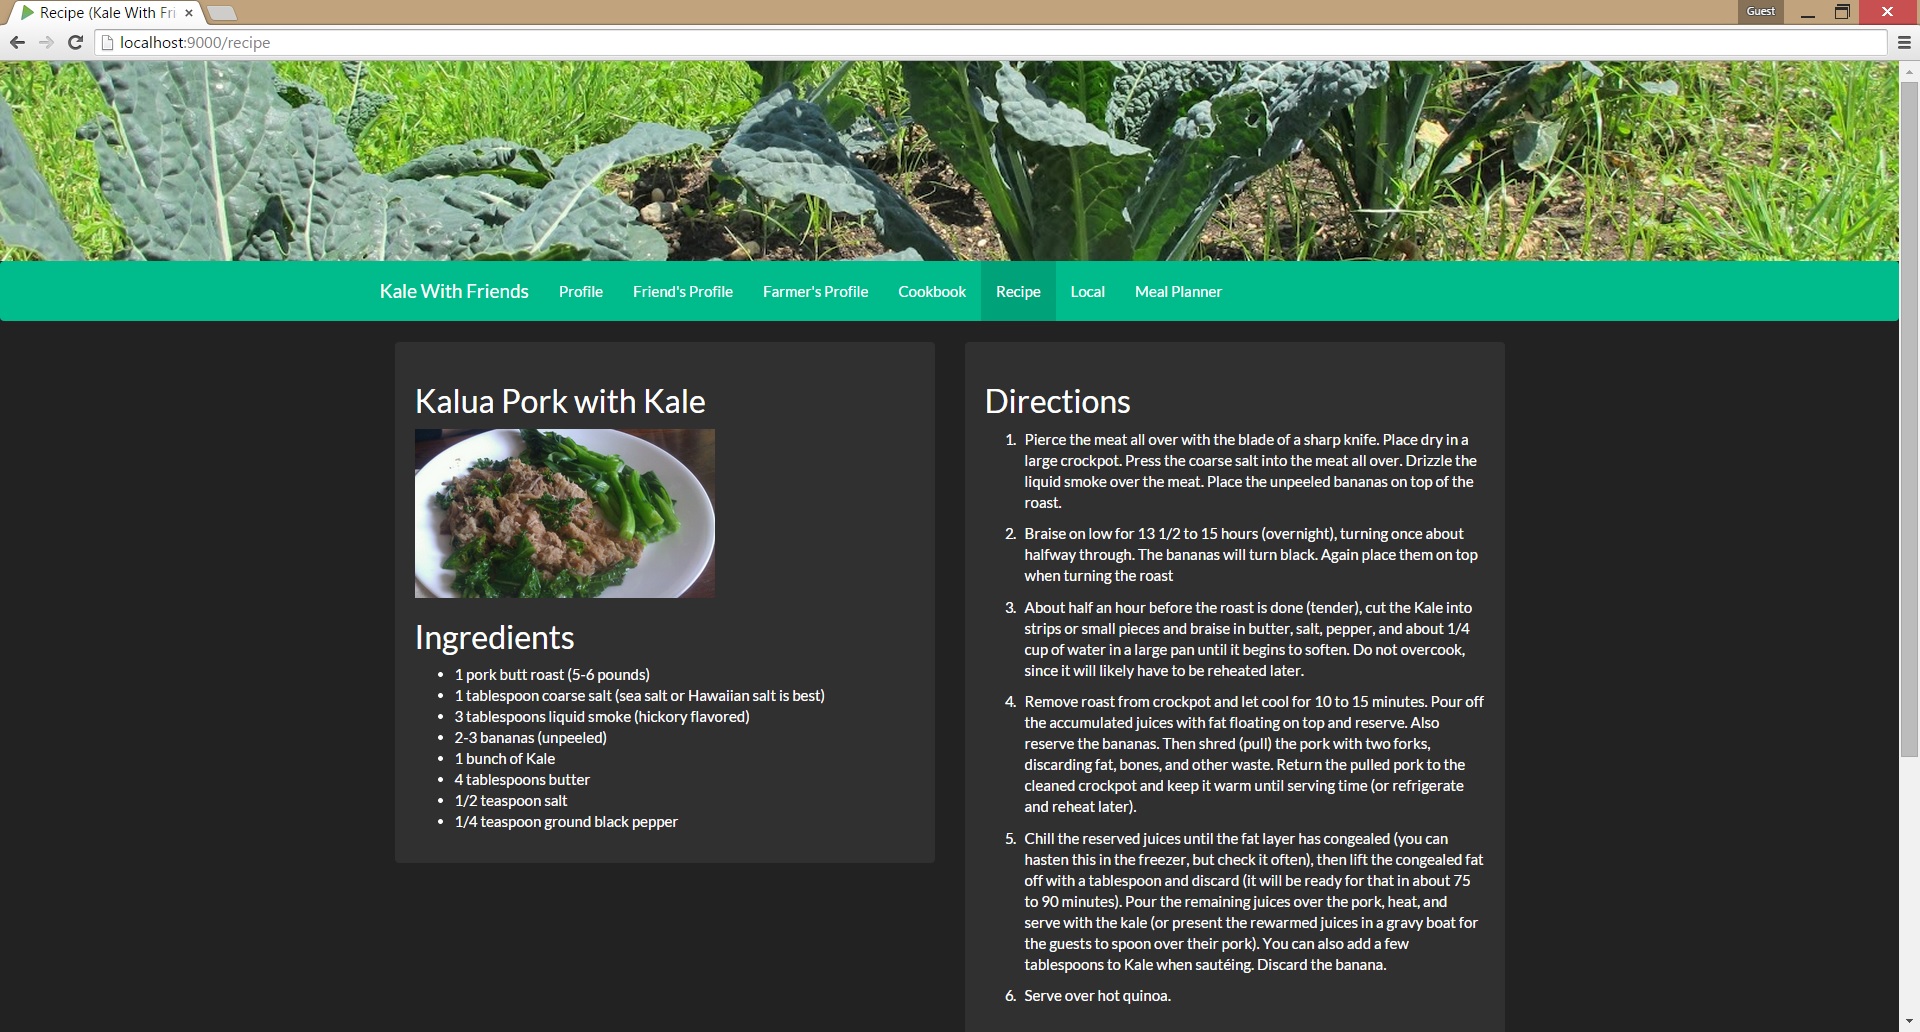 Recipe (Kale With Fri
Guest
localhost:9000/recipe
Kale With Friends Profile Friend's Profile Farmer's Profile Cookbook Recipe Local Meal Planner
Kalua Pork with Kale
Ingredients
• 1 pork butt roast (5-6 pounds)
• 1 tablespoon coarse salt (sea salt or Hawaiian salt is best)
• 3 tablespoons liquid smoke (hickory flavored)
• 2-3 bananas (unpeeled)
• 1 bunch of Kale
• 4 tablespoons butter
• 1/2 teaspoon salt
• 1/4 teaspoon ground black pepper
Directions
1. Pierce the meat all over with the blade of a sharp knife. Place dry in a
large crockpot. Press the coarse salt into the meat all over. Drizzle the
liquid smoke over the meat. Place the unpeeled bananas on top of the
roast.
2. Braise on low for 13 1/2 to 15 hours (overnight), turning once about
halfway through. The bananas will turn black. Again place them on top
when turning the roast
3. About half an hour before the roast is done (tender), cut the Kale into
strips or small pieces and braise in butter, salt, pepper, and about 1/4
cup of water in a large pan until it begins to soften. Do not overcook,
since it will likely have to be reheated later.
4. Remove roast from crockpot and let cool for 10 to 15 minutes. Pour off
the accumulated juices with fat floating on top and reserve. Also
reserve the bananas. Then shred (pull) the pork with two forks,
discarding fat, bones, and other waste. Return the pulled pork to the
cleaned crockpot and keep it warm until serving time (or refrigerate
and reheat later).
5. Chill the reserved juices until the fat layer has congealed (you can
hasten this in the freezer, but check it often), then lift the congealed fat
off with a tablespoon and discard (it will be ready for that in about 75
to 90 minutes). Pour the remaining juices over the pork, heat, and
serve with the kale (or present the rewarmed juices in a gravy boat for
the guests to spoon over their pork). You can also add a few
tablespoons to Kale when sautéing. Discard the banana.
6. Serve over hot quinoa.